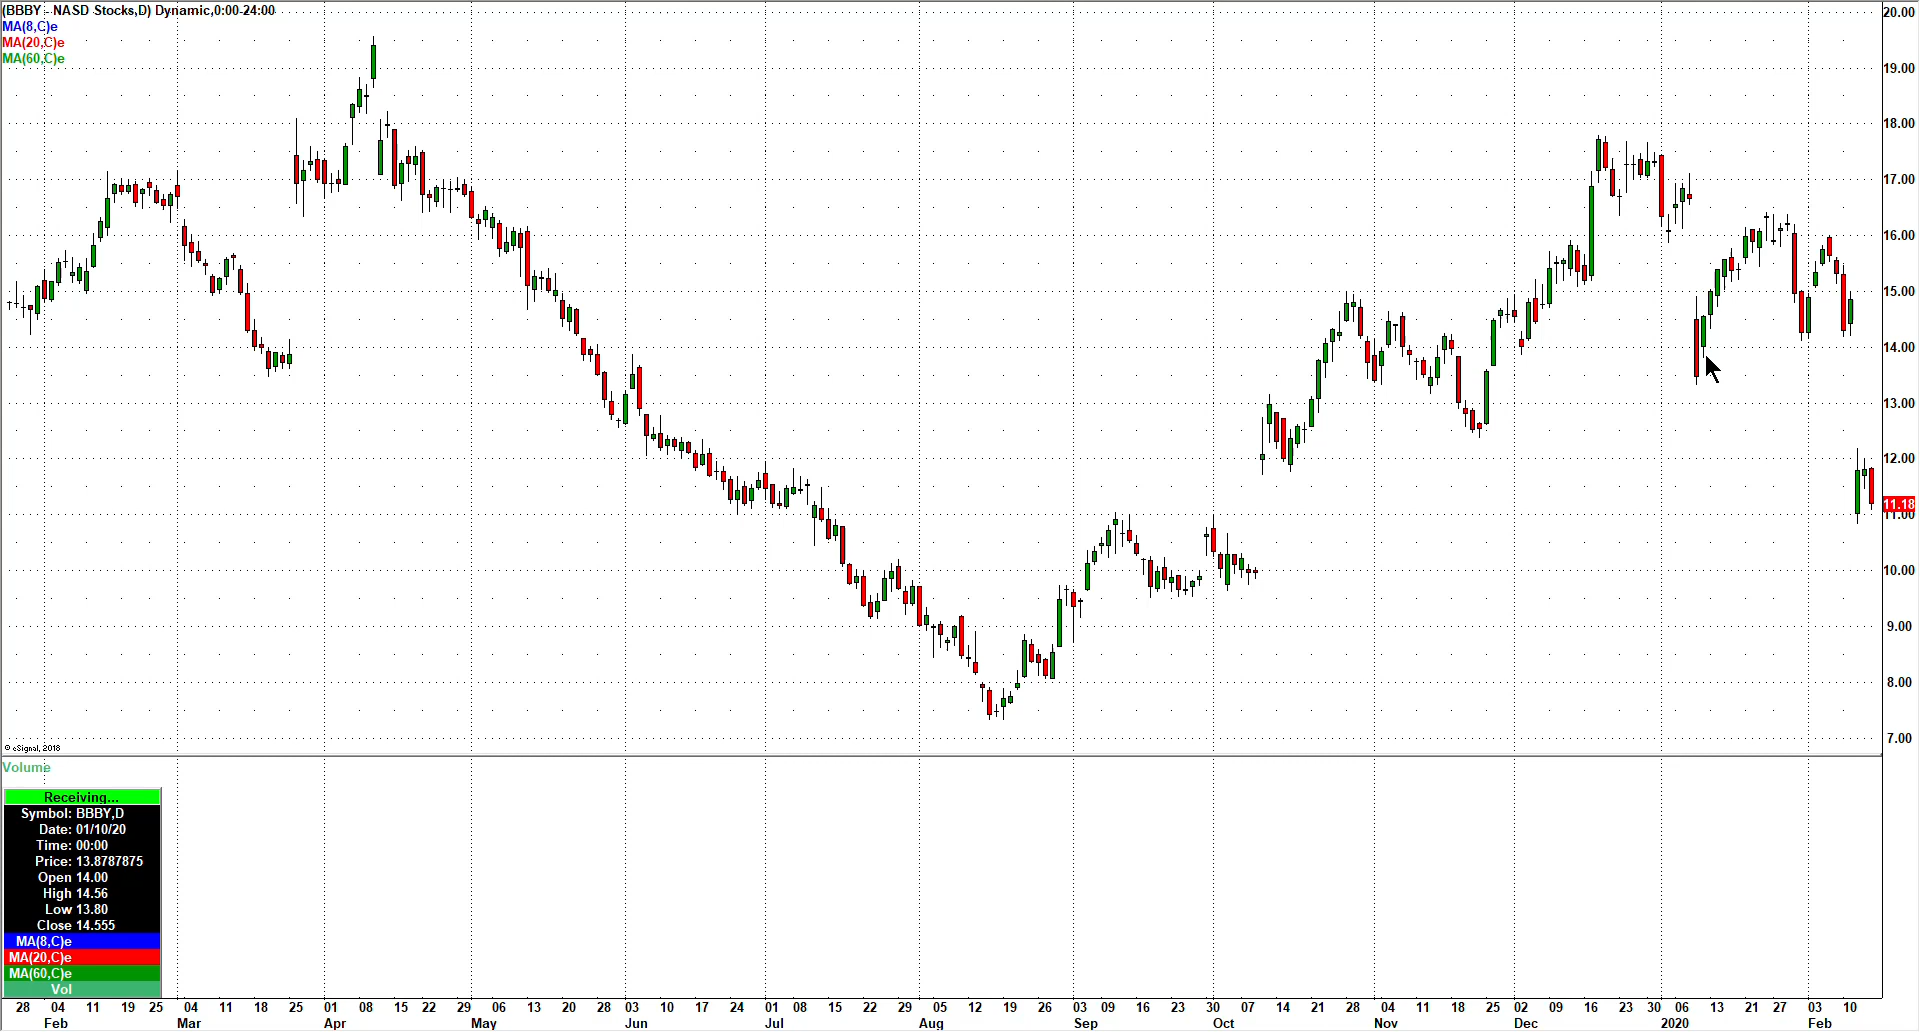 (BBBY - NASD Stocks,D) Dynamic,0:00-24:00
MA(8,C)e
MA(20,C)e
MA(60,C)e
20.00
19.00
18.00
17.00
16.00
15.00
14.00
13.00
12.00
11.18
11.00
10.00
9.00
8.00
7.00
© eSignal, 2018
Volume
Receiving...
Symbol: BBBY,D
Date: 01/10/20
Time: 00:00
Price: 13.8787875
Open 14.00
High 14.56
Low 13.80
Close 14.555
MA(8,C)e
MA(20,C)e
MA(60,C)e
Vol
28 04 11 19 25 04 11 18 25 01 08 15 22 29 06 13 20 28 03 10 17 24 01 08 15 22 29 05 12 19 26 03 09 16 23 30 07 14 21 28 04 11 18 25 02 09 16 23 30 06 13 21 27 03 10
Feb Mar Apr May Jun Jul Aug Sep Oct Nov Dec 2020 Feb